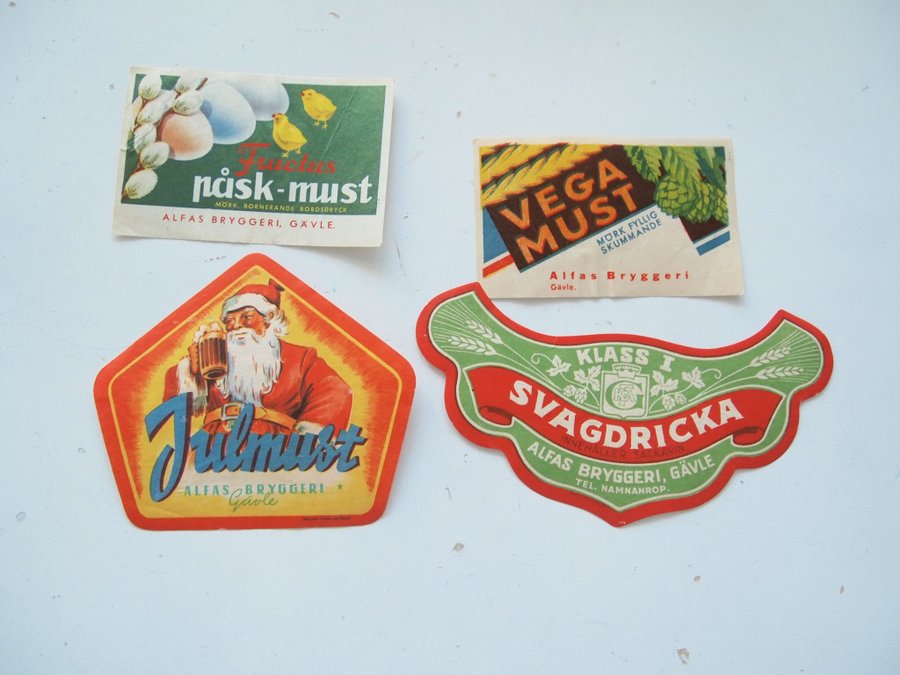 Fructus
påsk-must
MÖRK. BORNERANDE BORDSDRYCK
ALFAS BRYGGERI, GÄVLE.
VEGA
MUST
MÖRK FYLLIG
SKUMMANDE
Alfas Bryggeri
Gävle.
Julmust
ALFAS BRYGGERI
Gävle
KLASS I
SVAGDRICKA
INNEHÅLLER SACKARIN
ALFAS BRYGGERI, GÄVLE
TEL. NAMNANROP.